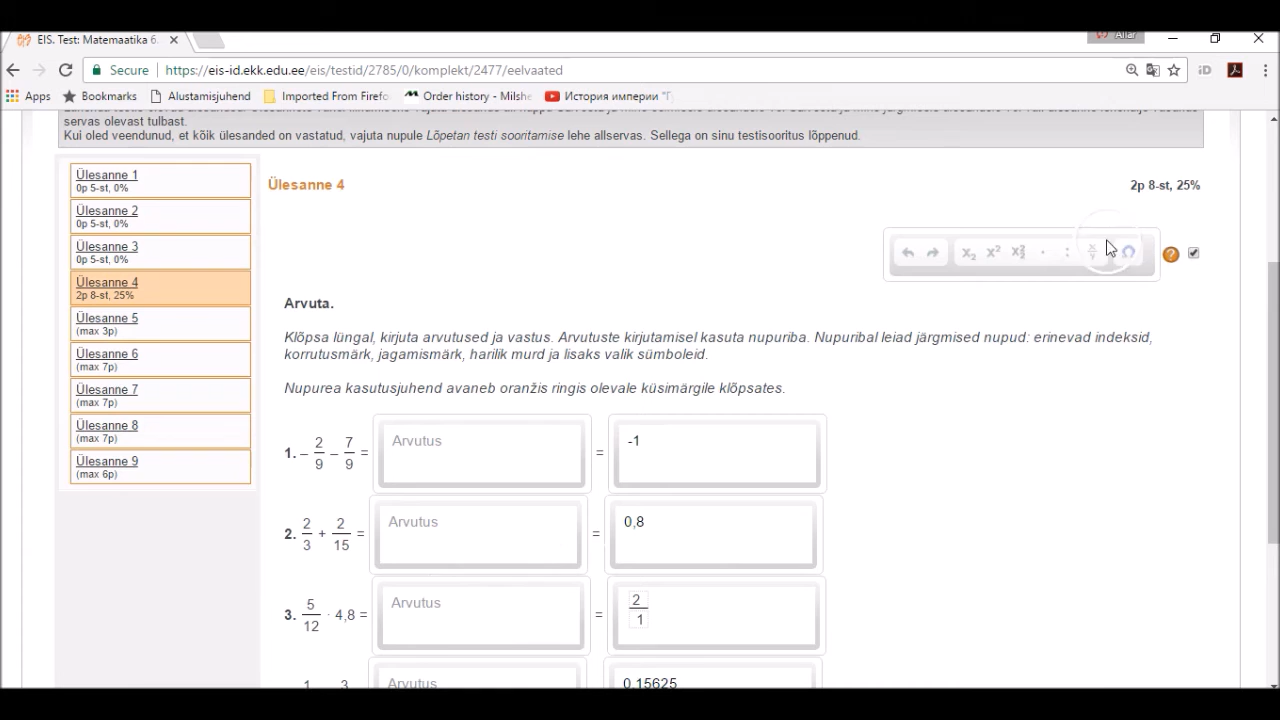 EIS. Test: Matemaatika 6.
Allar
Secure https://eis-id.ekk.edu.ee/eis/testid/2785/0/komplekt/2477/eelvaated
iD
Apps Bookmarks Alustamisjuhend Imported From Firefo Order history - Milshe История империи "Г
servas olevast tulbast.
Kui oled veendunud, et kõik ülesanded on vastatud, vajuta nupule Lõpetan testi sooritamise lehe allservas. Sellega on sinu testisooritus lõppenud.
Ülesanne 1
0p 5-st, 0%
Ülesanne 2
0p 5-st, 0%
Ülesanne 3
0p 5-st, 0%
Ülesanne 4
2p 8-st, 25%
Ülesanne 5
(max 3p)
Ülesanne 6
(max 7p)
Ülesanne 7
(max 7p)
Ülesanne 8
(max 7p)
Ülesanne 9
(max 6p)
Ülesanne 4
2p 8-st, 25%
x₂ x² x²₂ · : x/y Ω ?
Arvuta.
Klõpsa lüngal, kirjuta arvutused ja vastus. Arvutuste kirjutamisel kasuta nupuriba. Nupuribal leiad järgmised nupud: erinevad indeksid,
korrutusmärk, jagamismärk, harilik murd ja lisaks valik sümboleid.
Nupurea kasutusjuhend avaneb oranžis ringis olevale küsimärgile klõpsates.
1. – 2/9 – 7/9 = Arvutus = -1
2. 2/3 + 2/15 = Arvutus = 0,8
3. 5/12 · 4,8 = Arvutus = 2/1
1 3 Arvutus 0,15625